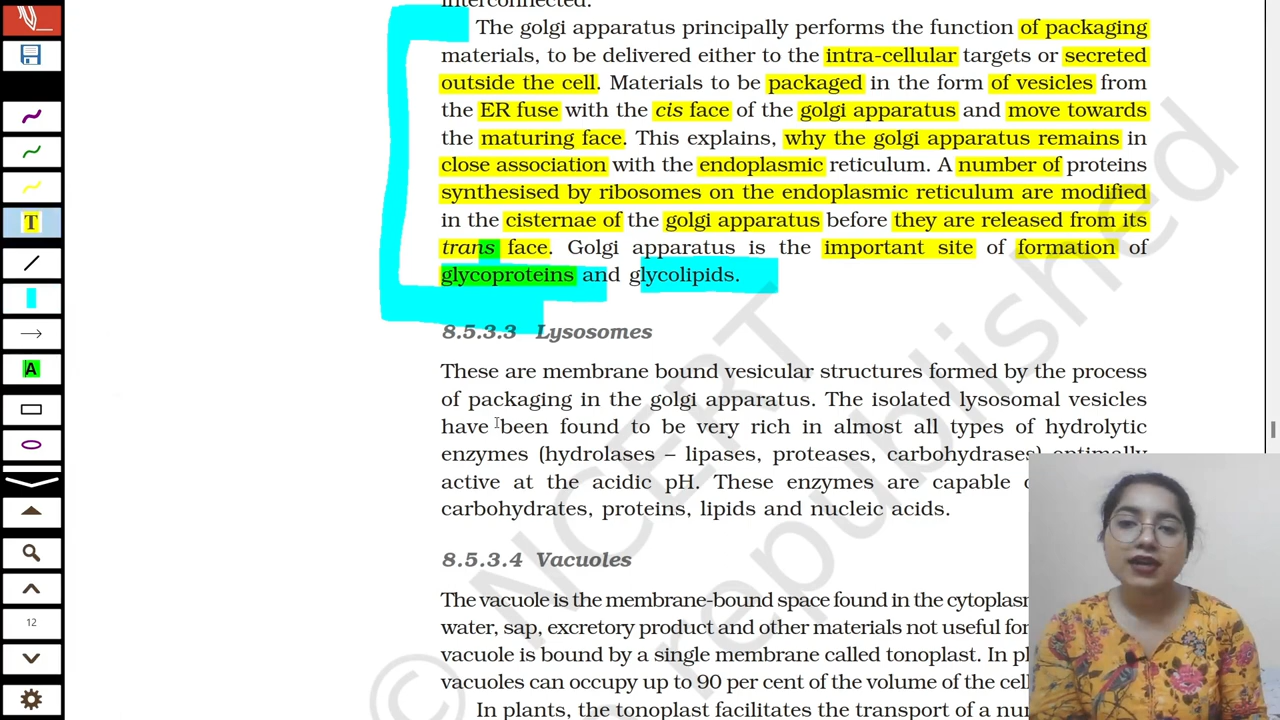 interconnected.
The golgi apparatus principally performs the function of packaging
materials, to be delivered either to the intra-cellular targets or secreted
outside the cell. Materials to be packaged in the form of vesicles from
the ER fuse with the cis face of the golgi apparatus and move towards
the maturing face. This explains, why the golgi apparatus remains in
close association with the endoplasmic reticulum. A number of proteins
synthesised by ribosomes on the endoplasmic reticulum are modified
in the cisternae of the golgi apparatus before they are released from its
trans face. Golgi apparatus is the important site of formation of
glycoproteins and glycolipids.
8.5.3.3 Lysosomes
These are membrane bound vesicular structures formed by the process
of packaging in the golgi apparatus. The isolated lysosomal vesicles
have been found to be very rich in almost all types of hydrolytic
enzymes (hydrolases – lipases, proteases, carbohydrases) optimally
active at the acidic pH. These enzymes are capable
carbohydrates, proteins, lipids and nucleic acids.
8.5.3.4 Vacuoles
The vacuole is the membrane-bound space found in the cytoplasm
water, sap, excretory product and other materials not useful for
vacuole is bound by a single membrane called tonoplast. In
vacuoles can occupy up to 90 per cent of the volume of the cell
In plants, the tonoplast facilitates the transport of a
© NCERT
republished
T
A
12